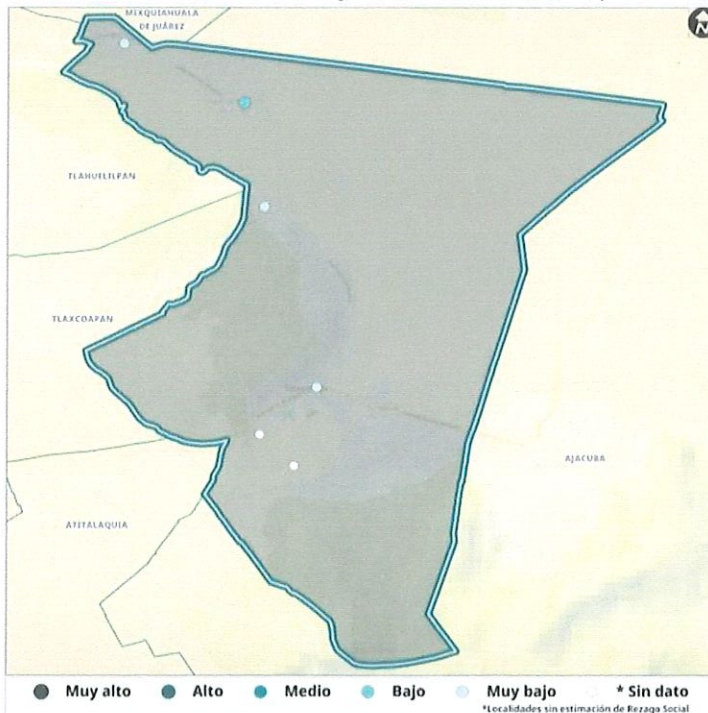 MIXQUIAHUALA
DE JUÁREZ
N
TLAHUELILPAN
TLAXCOAPAN
AJACUBA
ATITALAQUIA
Muy alto Alto Medio Bajo Muy bajo * Sin dato
*Localidades sin estimación de Rezago Social